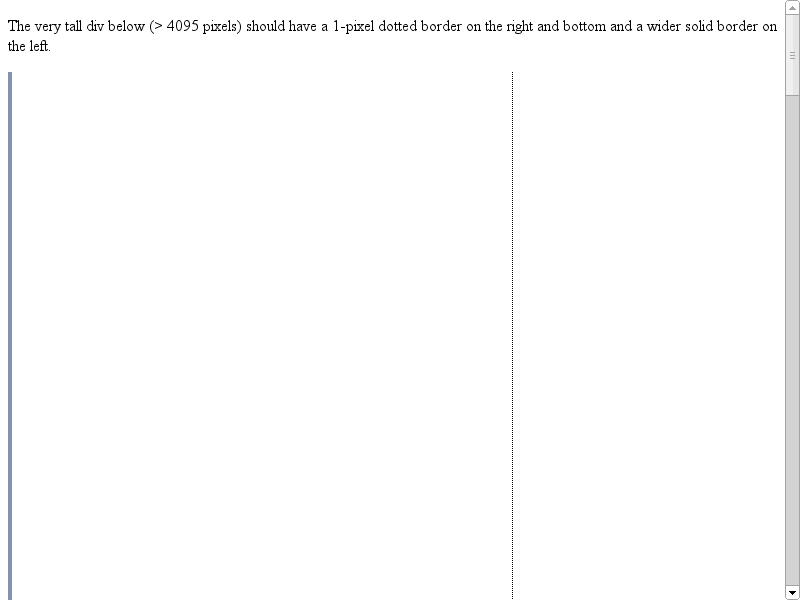 The very tall div below (> 4095 pixels) should have a 1-pixel dotted border on the right and bottom and a wider solid border on
the left.